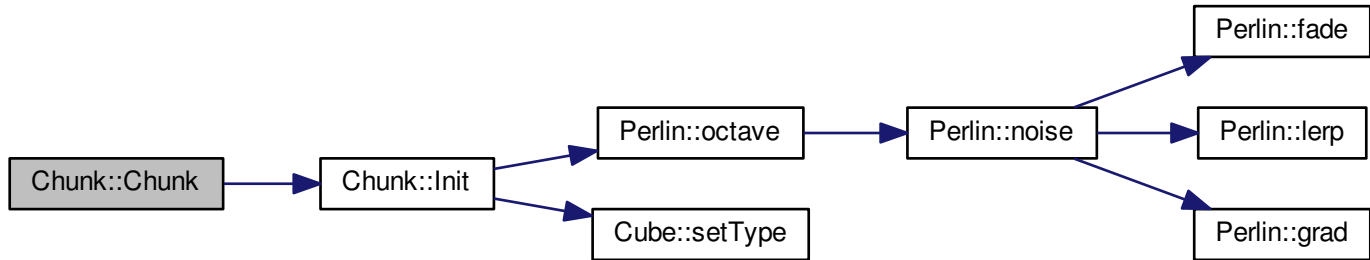 Chunk::Chunk
Chunk::Init
Perlin::octave
Cube::setType
Perlin::noise
Perlin::fade
Perlin::lerp
Perlin::grad